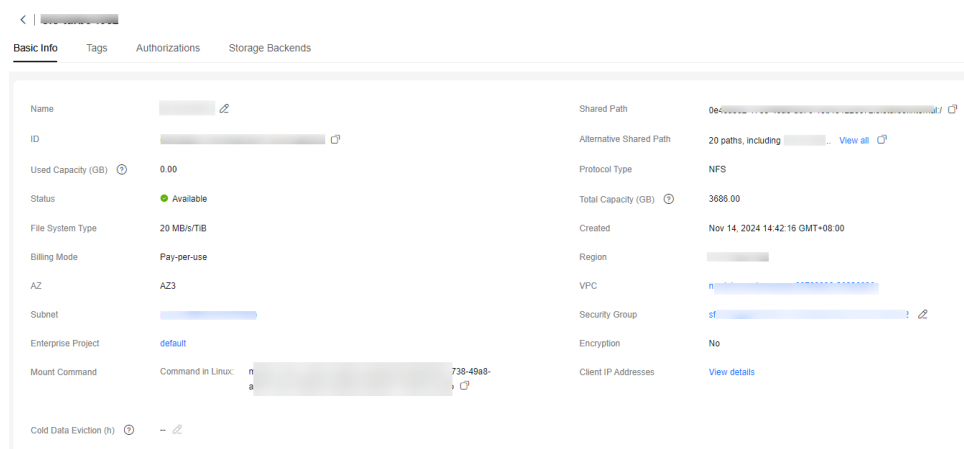 Basic Info Tags Authorizations Storage Backends
Name Shared Path
ID Alternative Shared Path 20 paths, including .. View all
Used Capacity (GB) 0.00 Protocol Type NFS
Status Available Total Capacity (GB) 3686.00
File System Type 20 MB/s/TiB Created Nov 14, 2024 14:42:16 GMT+08:00
Billing Mode Pay-per-use Region
AZ AZ3 VPC
Subnet Security Group
Enterprise Project default Encryption No
Mount Command Command in Linux: 738-49a8- Client IP Addresses View details
Cold Data Eviction (h) --